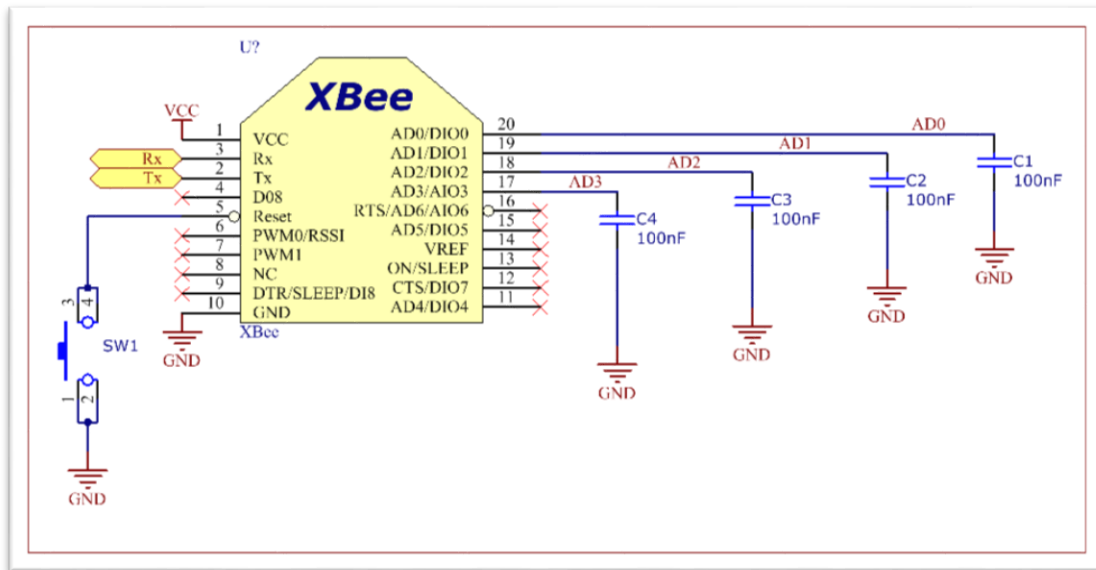 U?
XBee
VCC
1 VCC
Rx 3 Rx
Tx 2 Tx
4 D08
5 Reset
6 PWM0/RSSI
7 PWM1
8 NC
9 DTR/SLEEP/DI8
10 GND
XBee
GND
AD0/DIO0 20 AD0
AD1/DIO1 19 AD1
AD2/DIO2 18 AD2
AD3/AIO3 17 AD3
RTS/AD6/AIO6 16
AD5/DIO5 15
VREF 14
ON/SLEEP 13
CTS/DIO7 12
AD4/DIO4 11
C1
100nF
GND
C2
100nF
GND
C3
100nF
GND
C4
100nF
GND
3 4
SW1
1 2
GND